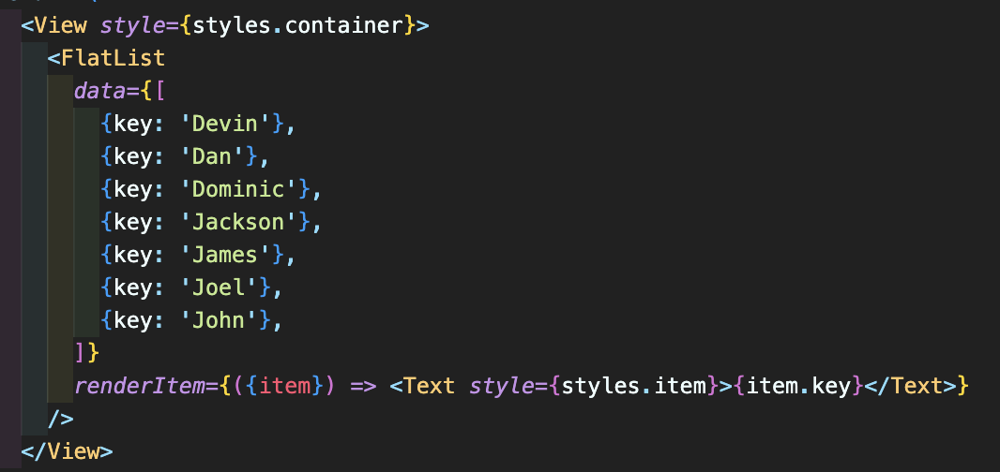 <View style={styles.container}>
<FlatList
data={[
{key: 'Devin'},
{key: 'Dan'},
{key: 'Dominic'},
{key: 'Jackson'},
{key: 'James'},
{key: 'Joel'},
{key: 'John'},
]}
renderItem={({item}) => <Text style={styles.item}>{item.key}</Text>}
/>
</View>